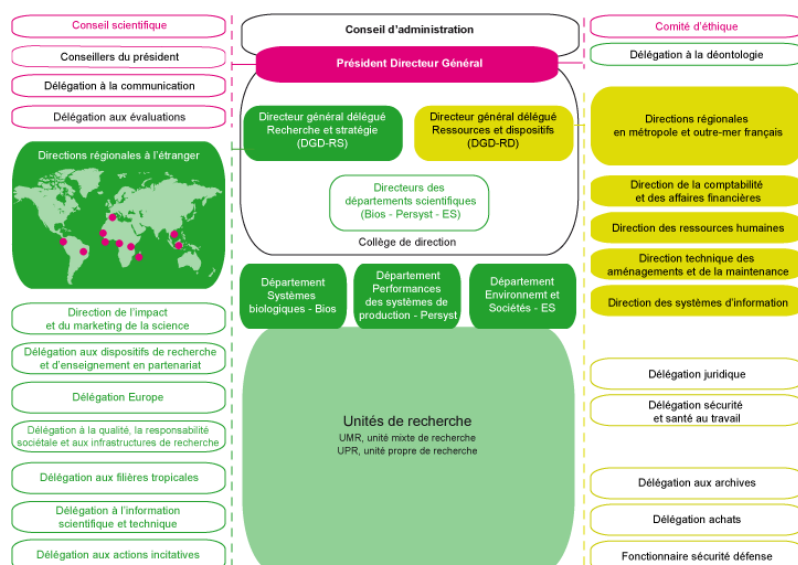 Conseil scientifique
Conseillers du président
Délégation à la communication
Délégation aux évaluations
Directions régionales à l'étranger
Direction de l'impact
et du marketing de la science
Délégation aux dispositifs de recherche
et d'enseignement en partenariat
Délégation Europe
Délégation à la qualité, la responsabilité
sociétale et aux infrastructures de recherche
Délégation aux filières tropicales
Délégation à l'information
scientifique et technique
Délégation aux actions incitatives
Conseil d'administration
Président Directeur Général
Directeur général délégué
Recherche et stratégie
(DGD-RS)
Directeur général délégué
Ressources et dispositifs
(DGD-RD)
Directeurs des
départements scientifiques
(Bios - Persyst - ES)
Collège de direction
Département
Systèmes
biologiques - Bios
Département
Performances
des systèmes de
production - Persyst
Département
Environnemt et
Sociétés - ES
Unités de recherche
UMR, unité mixte de recherche
UPR, unité propre de recherche
Comité d'éthique
Délégation à la déontologie
Directions régionales
en métropole et outre-mer français
Direction de la comptabilité
et des affaires financières
Direction des ressources humaines
Direction technique des
aménagements et de la maintenance
Direction des systèmes d'information
Délégation juridique
Délégation sécurité
et santé au travail
Délégation aux archives
Délégation achats
Fonctionnaire sécurité défense